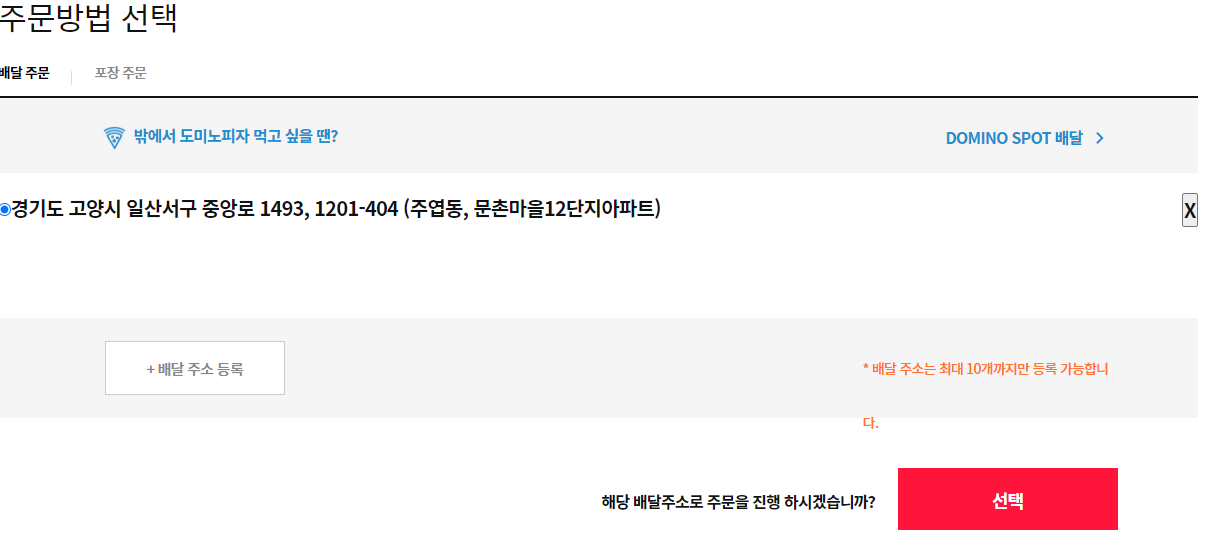 주문방법 선택
배달 주문
포장 주문
밖에서 도미노피자 먹고 싶을 땐?
DOMINO SPOT 배달
경기도 고양시 일산서구 중앙로 1493, 1201-404 (주엽동, 문촌마을12단지아파트)
X
+ 배달 주소 등록
* 배달 주소는 최대 10개까지만 등록 가능합니
다.
해당 배달주소로 주문을 진행 하시겠습니까?
선택